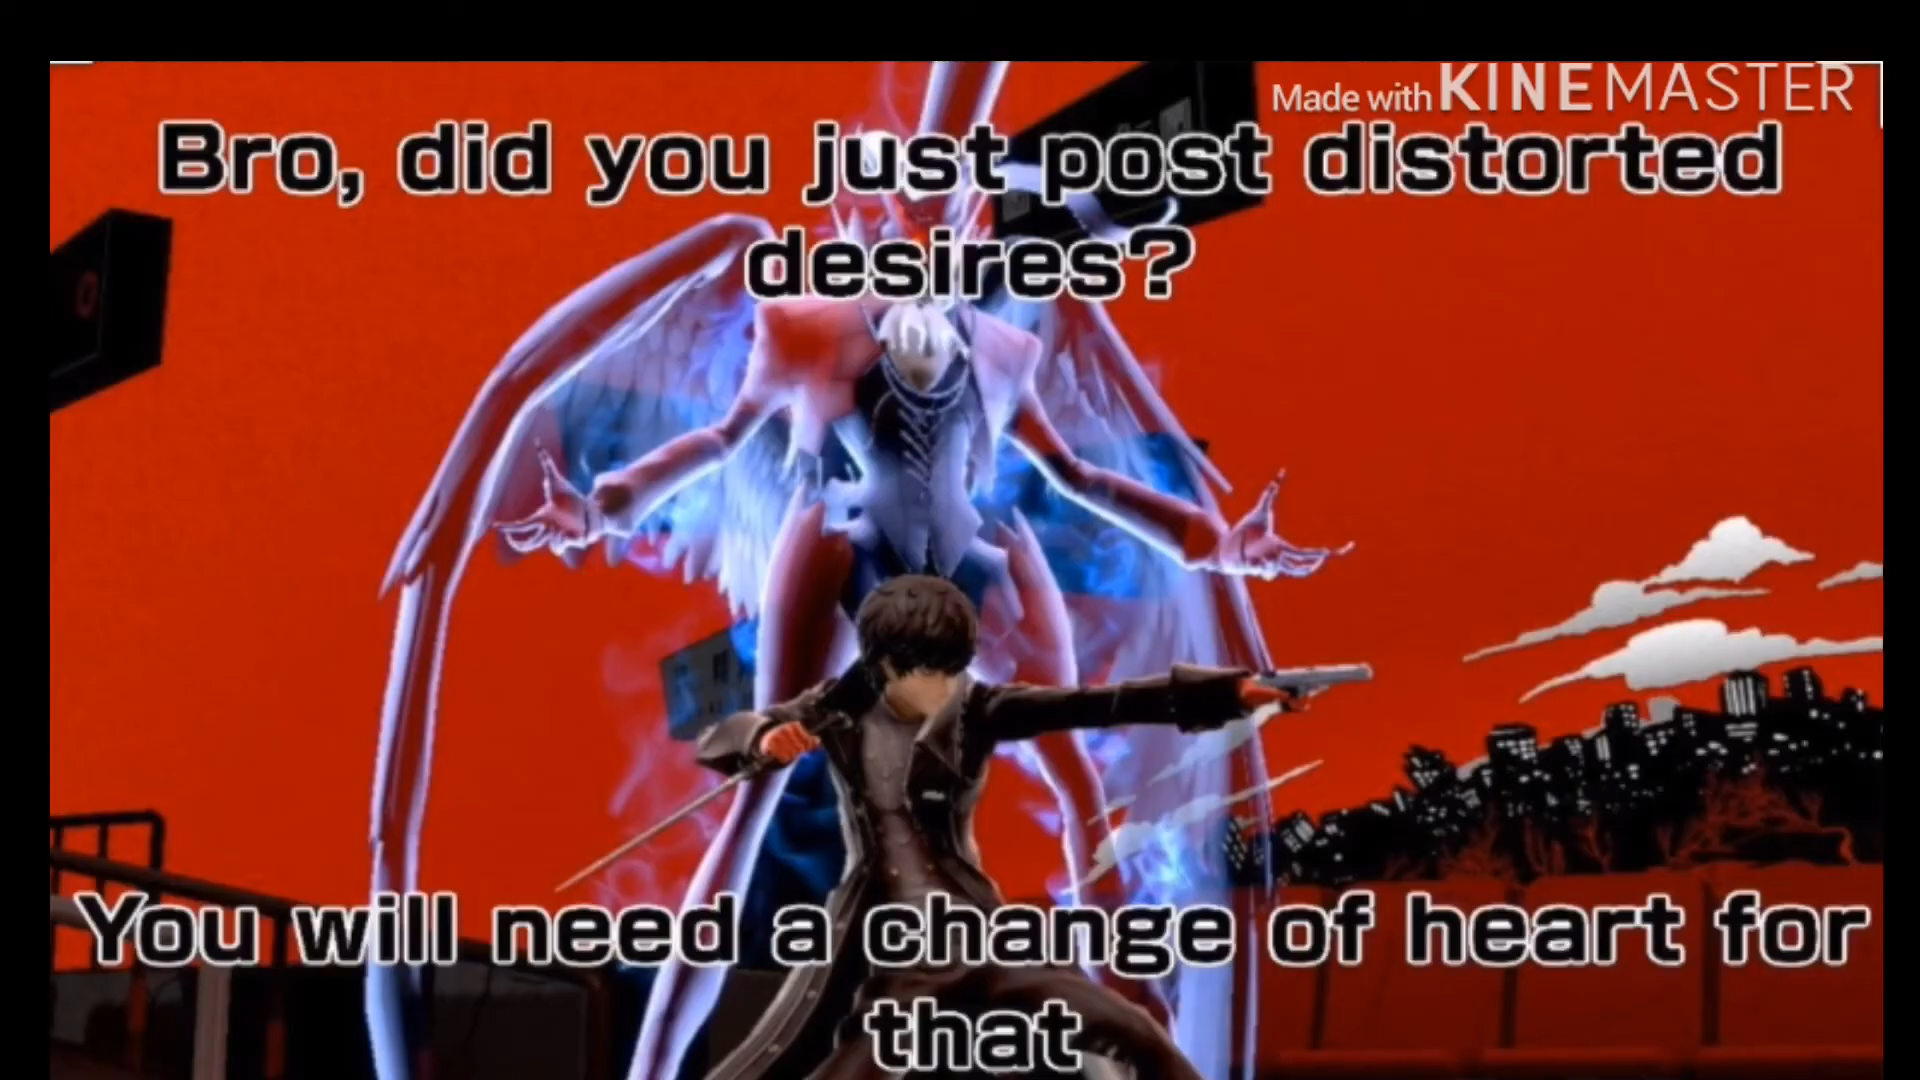 Made with KINEMASTER
Bro, did you just post distorted
desires?
You will need a change of heart for
that